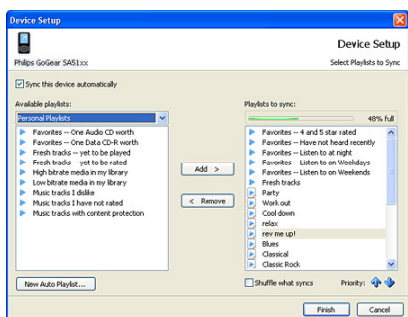 Device Setup
Device Setup
Philips GoGear SA51xx
Select Playlists to Sync
Sync this device automatically
Available playlists:
Personal Playlists
Favorites -- One Audio CD worth
Favorites -- One Data CD-R worth
Fresh tracks -- yet to be played
Fresh tracks -- yet to be rated
High bitrate media in my library
Low bitrate media in my library
Music tracks I dislike
Music tracks I have not rated
Music tracks with content protection
New Auto Playlist...
Add >
< Remove
Playlists to sync:
48% full
Favorites -- 4 and 5 star rated
Favorites -- Have not heard recently
Favorites -- Listen to at night
Favorites -- Listen to on Weekdays
Favorites -- Listen to on Weekends
Fresh tracks
Party
Work out
Cool down
relax
rev me up!
Blues
Classical
Classic Rock
Shuffle what syncs
Priority:
Finish
Cancel